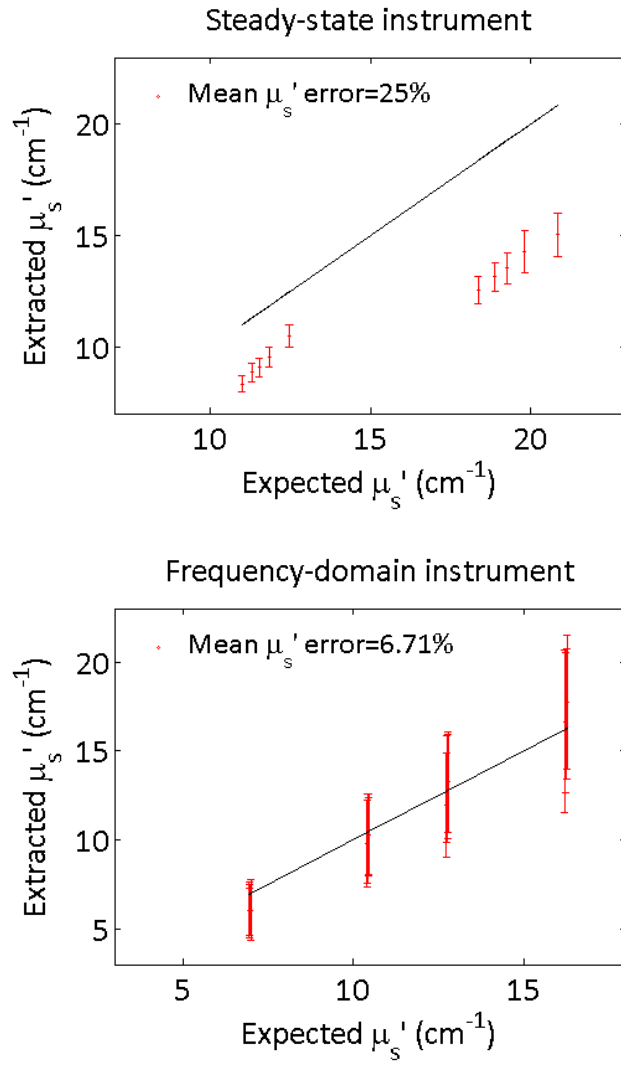 Steady-state instrument
Mean μs' error=25%
20
15
10
Extracted μs' (cm-1)
10 15 20
Expected μs' (cm-1)
Frequency-domain instrument
Mean μs' error=6.71%
20
15
10
5
Extracted μs' (cm-1)
5 10 15
Expected μs' (cm-1)